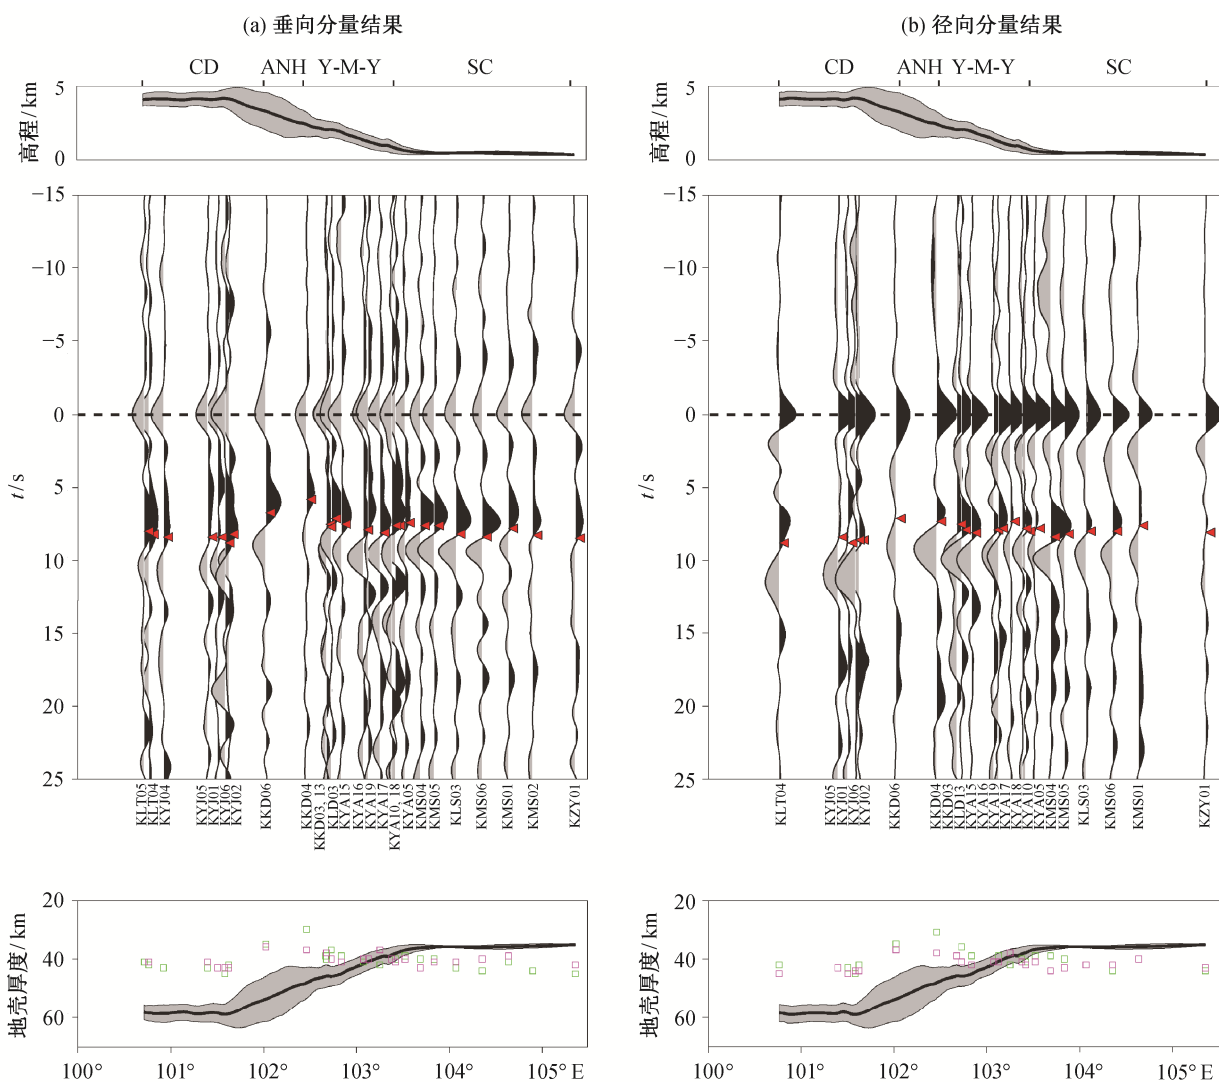 (a) 垂向分量结果
(b) 径向分量结果
CD ANH Y-M-Y SC
CD ANH Y-M-Y SC
高程/km
5
0
高程/km
5
0
t/s
−15
−10
−5
0
5
10
15
20
25
KLT05
KLT04
KYJ04
KYJ05
KYJ01
KYJ06
KYJ02
KKD06
KKD04
KKD03, 13
KLD03
KYA15
KYA16
KYA19
KYA17
KYA10, 18
KYA05
KMS04
KMS05
KLS03
KMS06
KMS01
KMS02
KZY01
t/s
−15
−10
−5
0
5
10
15
20
25
KLT04
KYJ05
KYJ01
KYJ06
KYJ02
KKD06
KKD04
KKD03
KLD13
KYA15
KYA16
KYA19
KYA17
KYA18
KYA10
KYA05
KMS04
KMS05
KLS03
KMS06
KMS01
KZY01
地壳厚度/km
20
40
60
100° 101° 102° 103° 104° 105° E
地壳厚度/km
20
40
60
100° 101° 102° 103° 104° 105° E